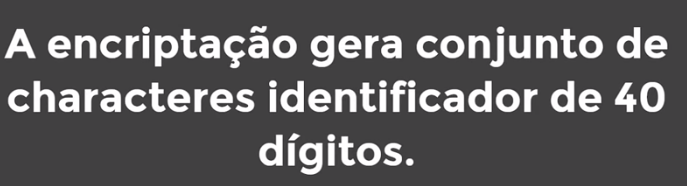 A encriptação gera conjunto de
characteres identificador de 40
dígitos.